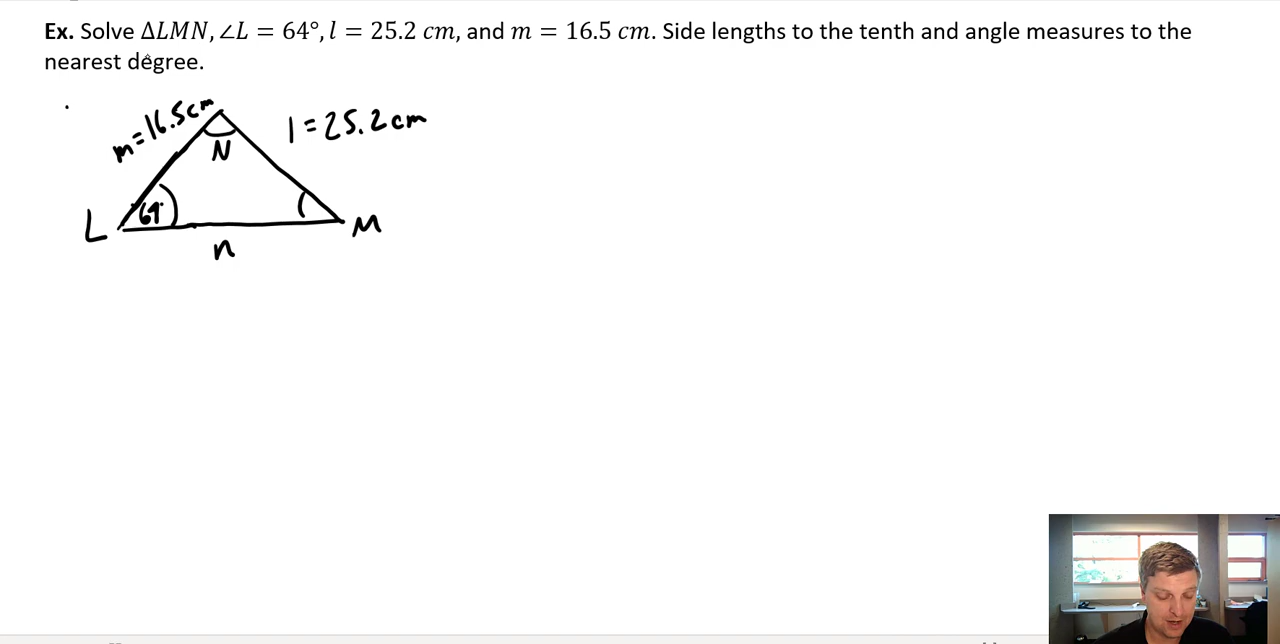 Ex. Solve ΔLMN, ∠L = 64°, l = 25.2 cm, and m = 16.5 cm. Side lengths to the tenth and angle measures to the
nearest degree.
m=16.5cm
l=25.2cm
N
64°
L
M
n